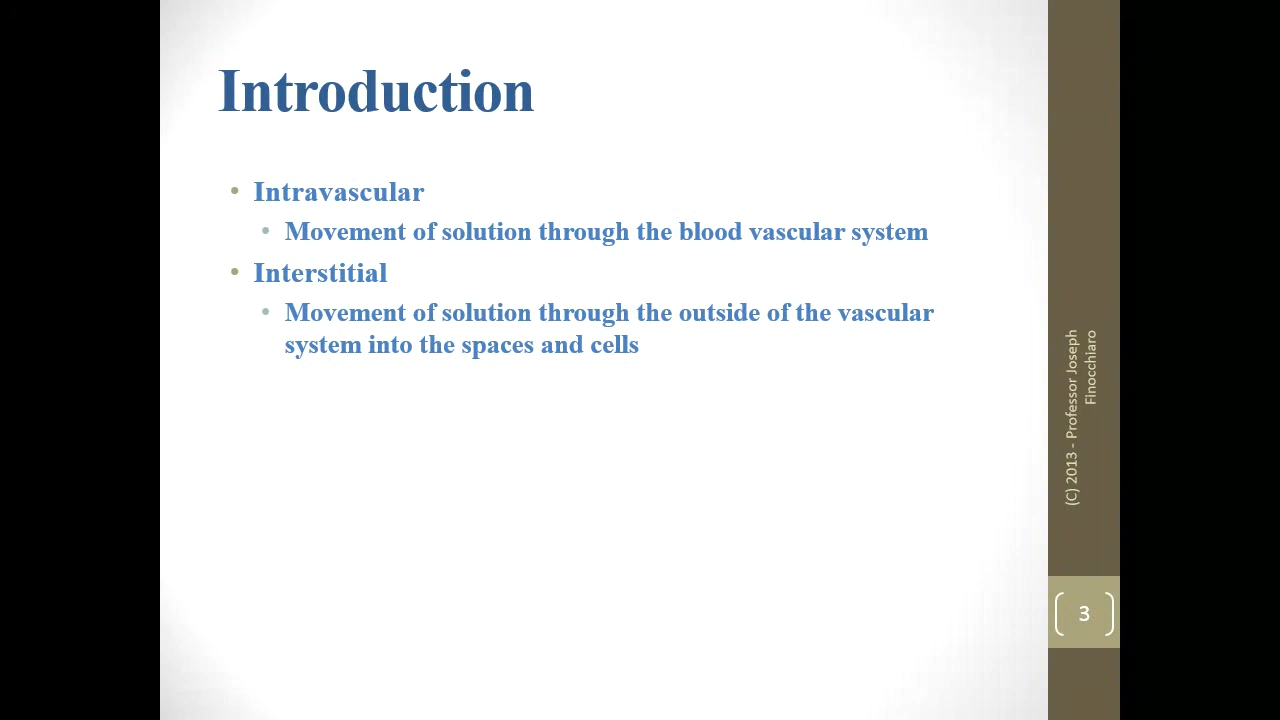 Introduction
• Intravascular
• Movement of solution through the blood vascular system
• Interstitial
• Movement of solution through the outside of the vascular
system into the spaces and cells
(C) 2013 - Professor Joseph
Finocchiaro
3